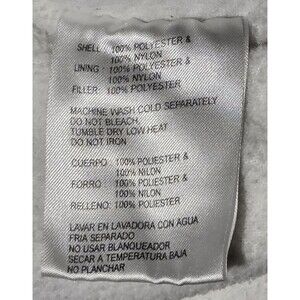 SHELL : 100% POLYESTER &
100% NYLON
LINING : 100% POLYESTER &
100% NYLON
FILLER: 100% POLYESTER
MACHINE WASH COLD SEPARATELY
DO NOT BLEACH,
TUMBLE DRY LOW HEAT
DO NOT IRON
CUERPO : 100% POLIESTER &
100% NILON
FORRO : 100% POLIESTER &
100% NILON
RELLENO: 100% POLIESTER
LAVAR EN LAVADORA CON AGUA
FRIA SEPARADO
NO USAR BLANQUEADOR
SECAR A TEMPERATURA BAJA
NO PLANCHAR